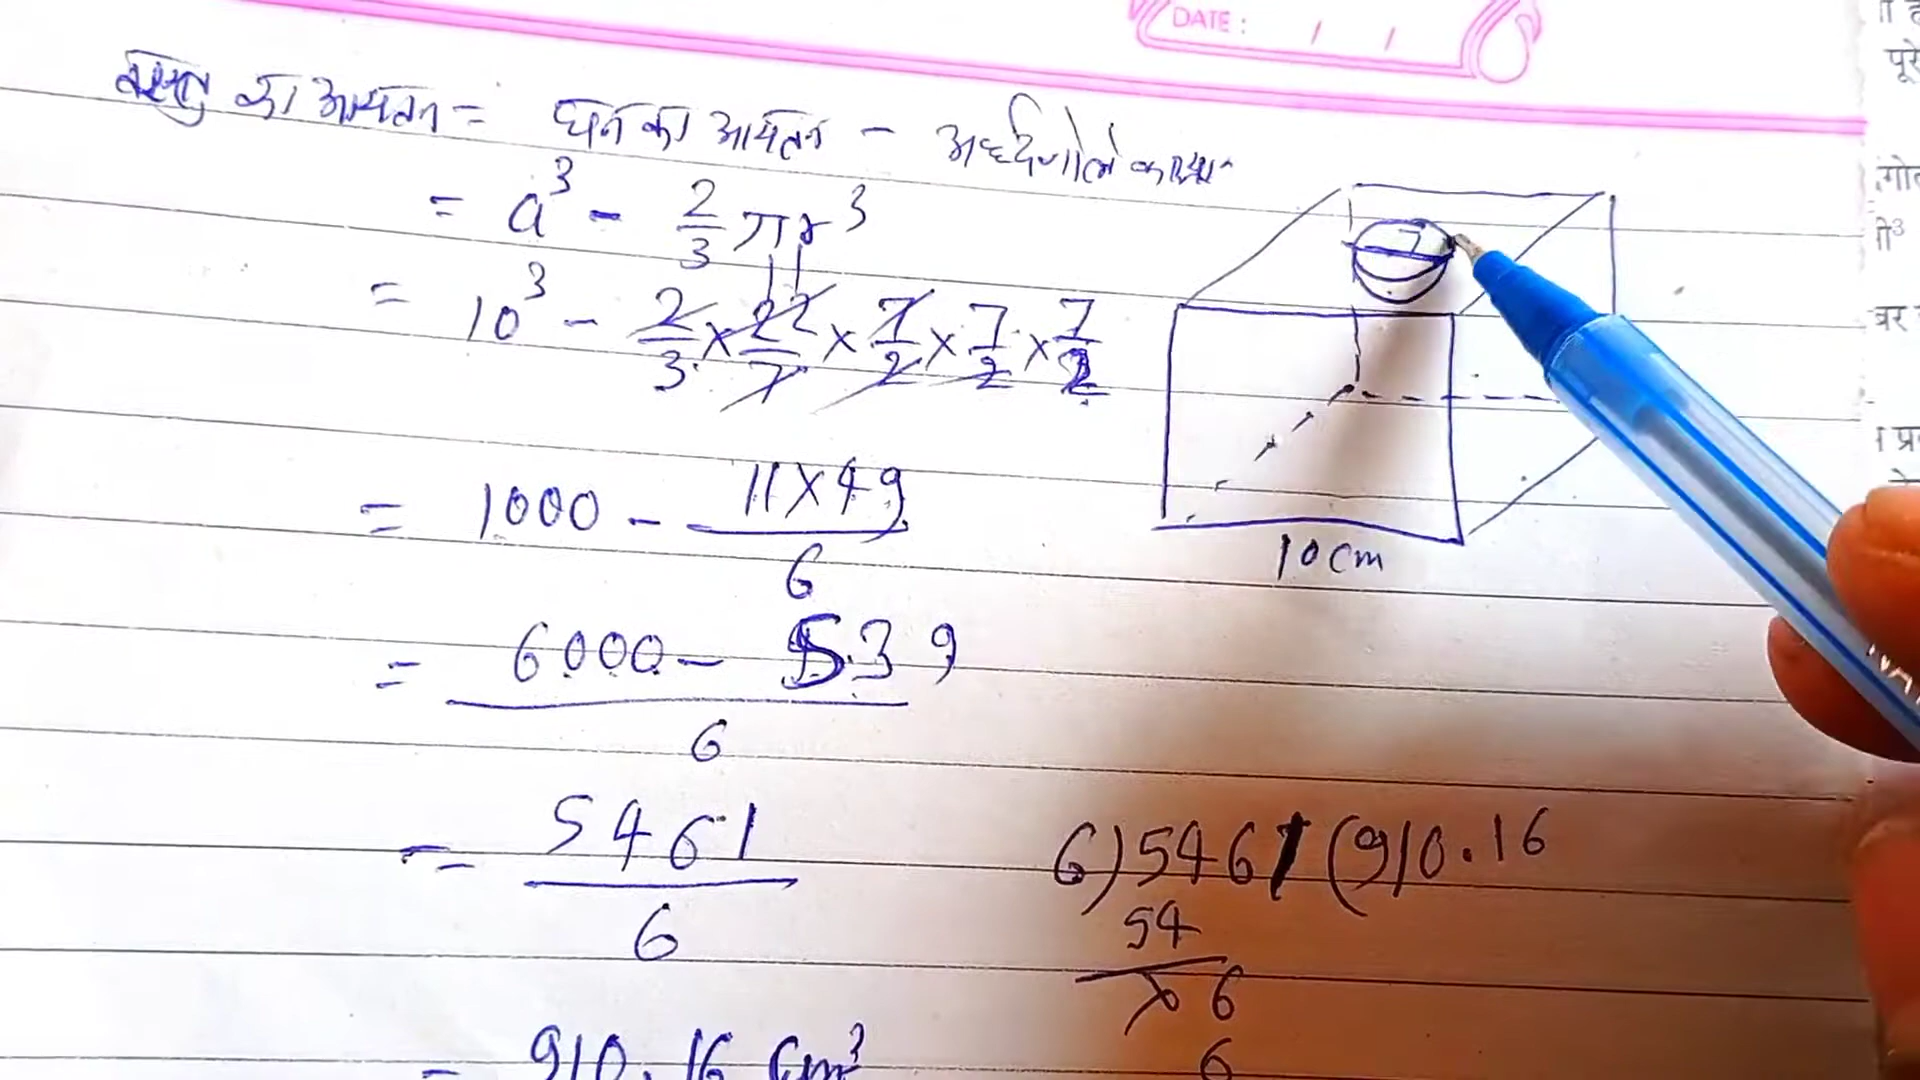 DATE : / /
वस्तु का आयतन = घन का आयतन - अर्द्धगोले का
= a³ - 2/3 πr³
= 10³ - 2/3 × 22/7 × 7/2 × 7/2 × 7/2
7
10 cm
= 1000 - 11×49/6
= 6000 - 539/6
= 5461/6
6)5461(910.16
54
×6
6
= 910.16 cm³
पूरे